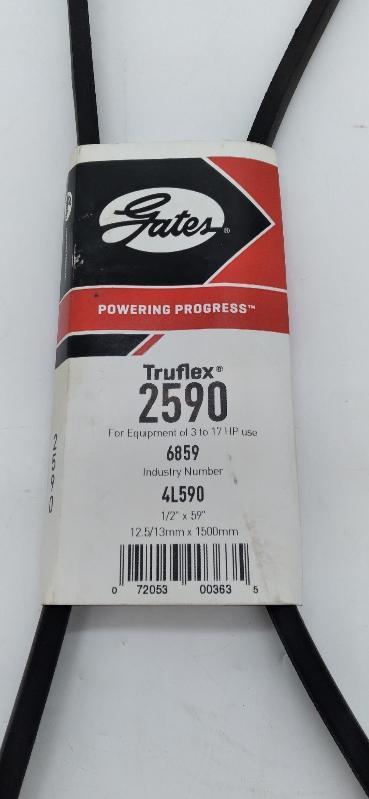 Gates®
POWERING PROGRESS™
Truflex®
2590
For Equipment of 3 to 17 HP use
6859
Industry Number
4L590
1/2" x 59"
12.5/13mm x 1500mm
0 72053 00363 5